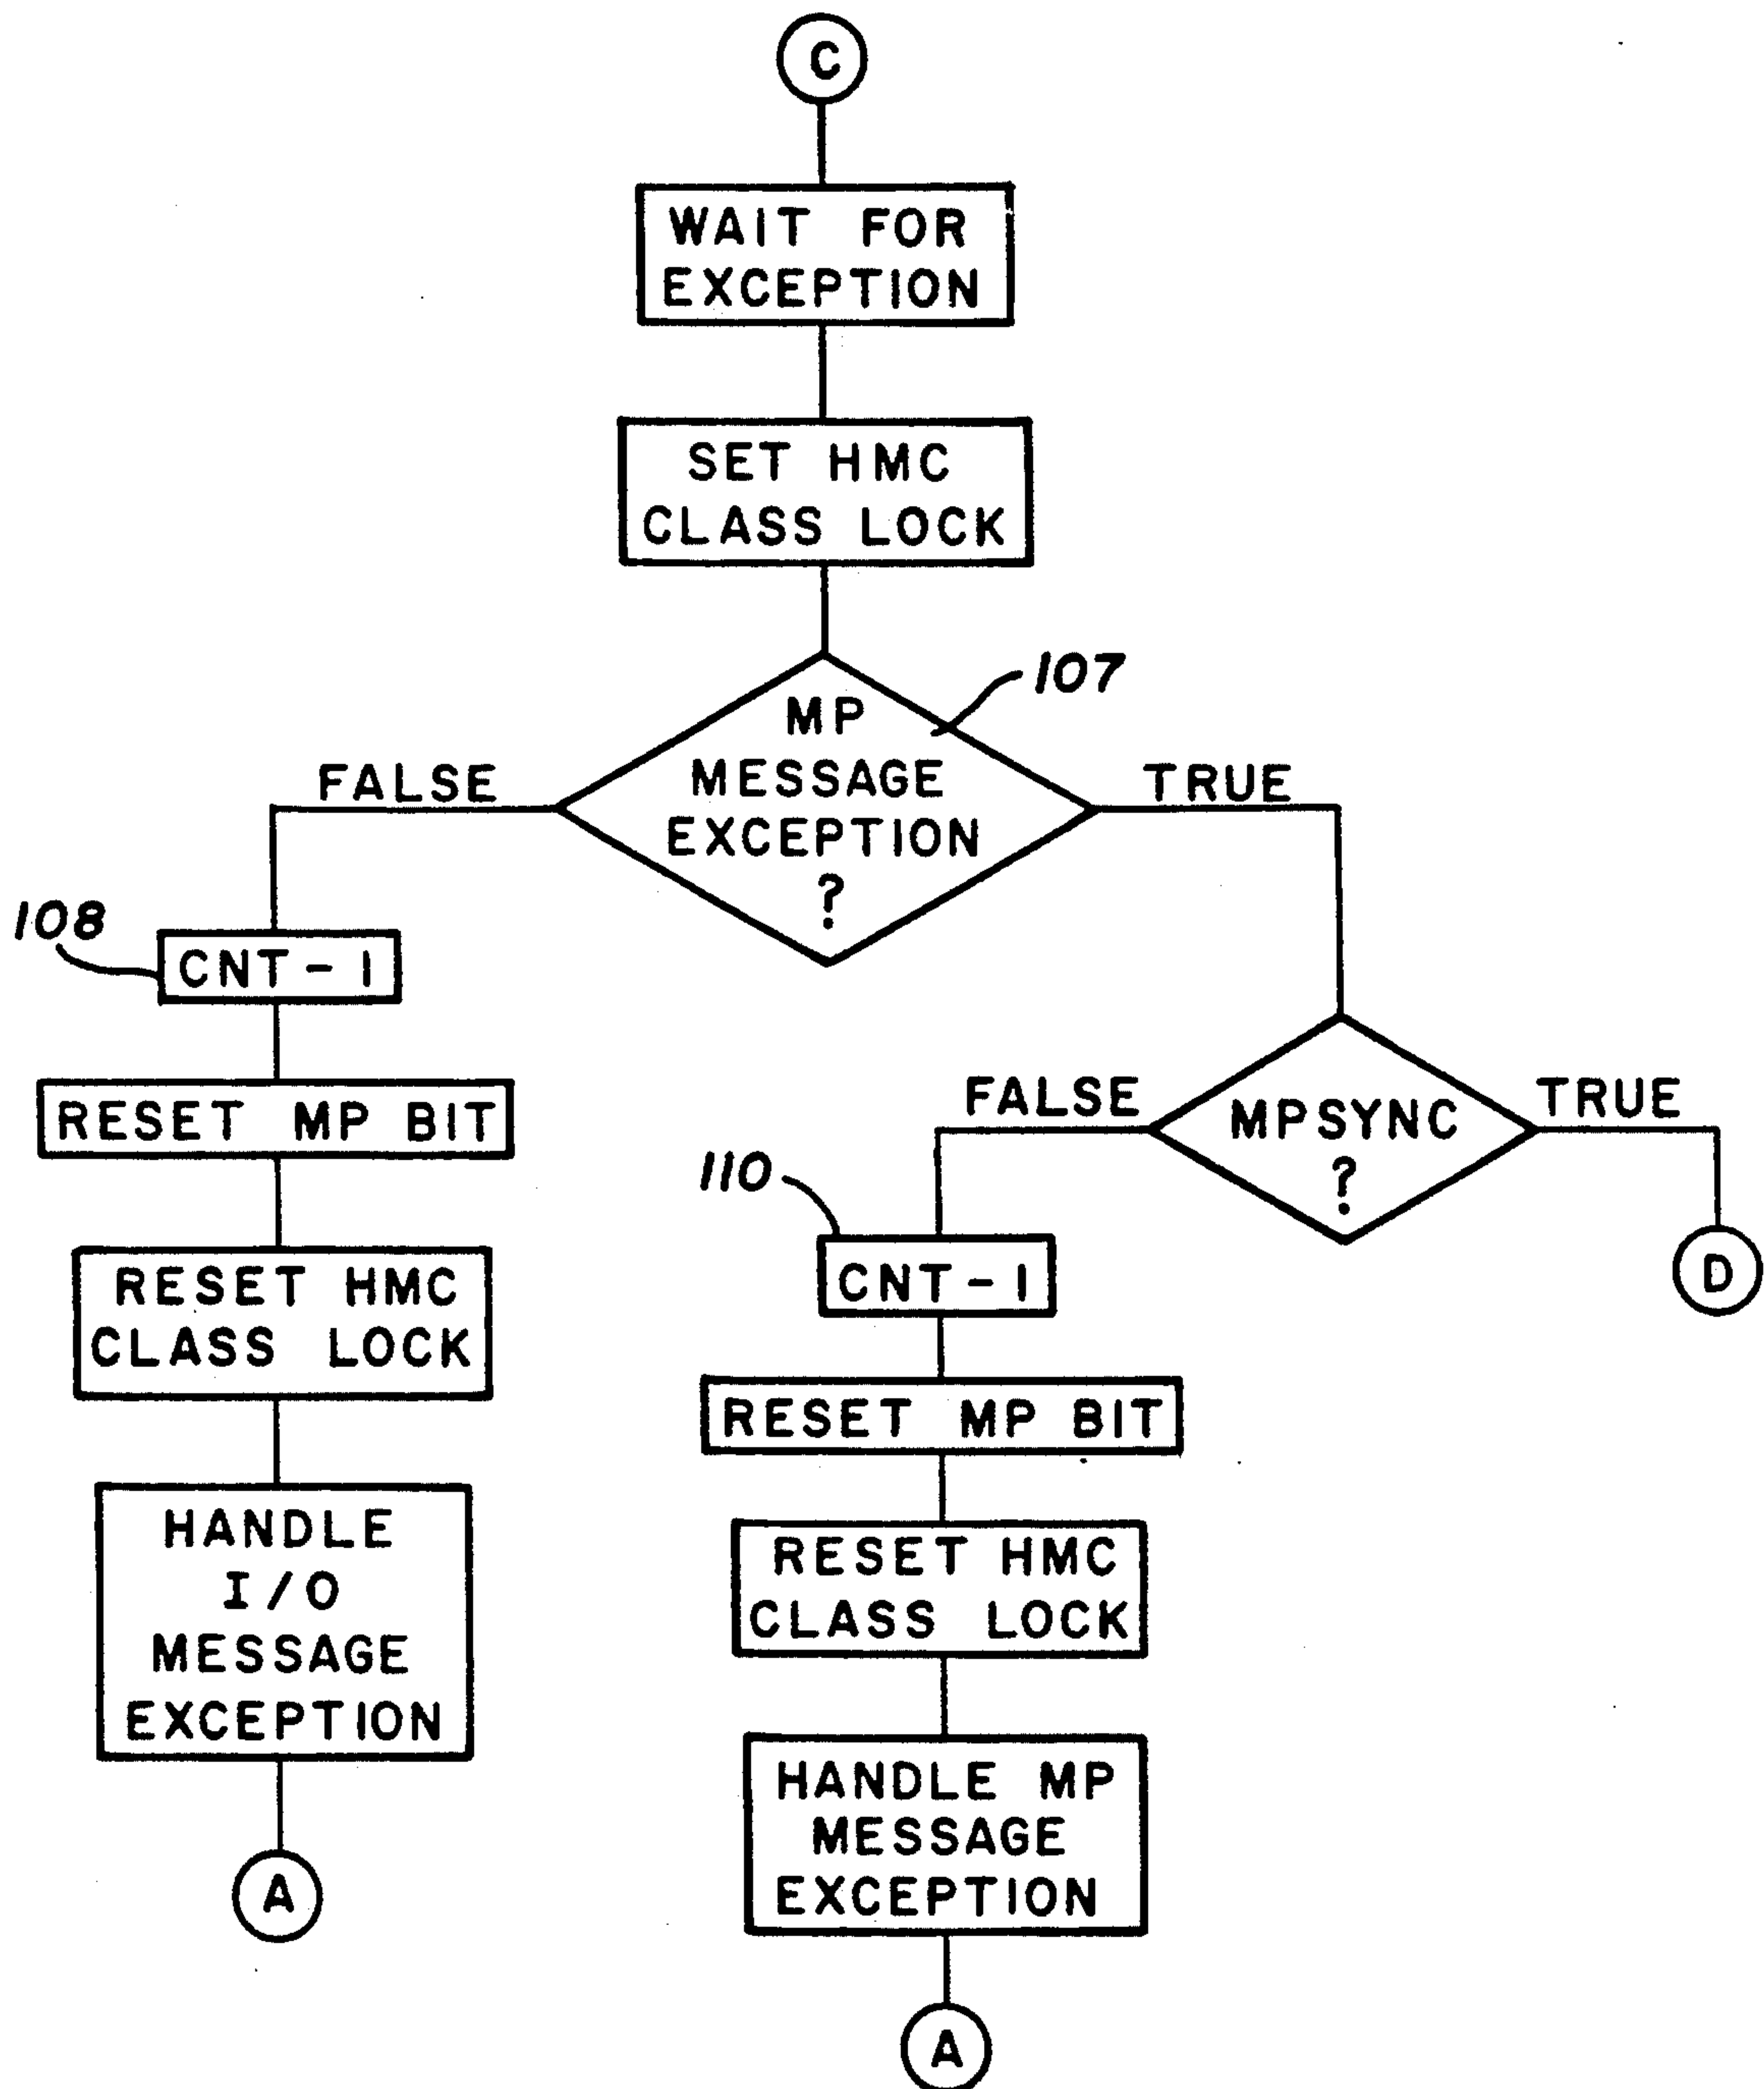 C
WAIT FOR
EXCEPTION
SET HMC
CLASS LOCK
107
MP
MESSAGE
EXCEPTION
?
FALSE
TRUE
108
CNT - 1
RESET MP BIT
RESET HMC
CLASS LOCK
HANDLE
I/O
MESSAGE
EXCEPTION
A
MPSYNC
?
FALSE
TRUE
D
110
CNT - 1
RESET MP BIT
RESET HMC
CLASS LOCK
HANDLE MP
MESSAGE
EXCEPTION
A